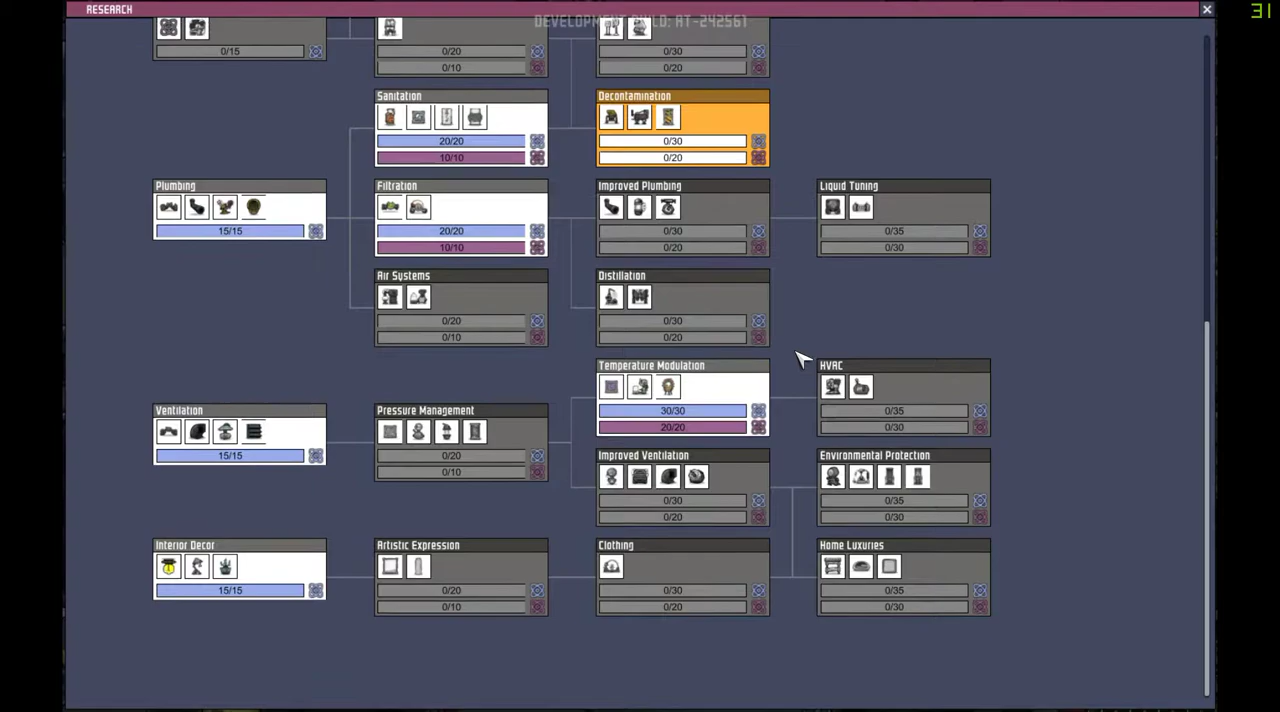 RESEARCH
DEVELOPMENT BUILD: AT-242561
31
0/15
0/20
0/30
0/10
0/20
Sanitation
Decontamination
20/20
0/30
10/10
0/20
Plumbing
Filtration
Improved Plumbing
Liquid Tuning
15/15
20/20
0/30
0/35
10/10
0/20
0/30
Air Systems
Distillation
0/20
0/30
0/10
0/20
Temperature Modulation
HVAC
30/30
0/35
20/20
0/30
Ventilation
Pressure Management
15/15
0/20
0/10
Improved Ventilation
Environmental Protection
0/30
0/35
0/20
0/30
Interior Decor
Artistic Expression
Clothing
Home Luxuries
15/15
0/20
0/30
0/35
0/10
0/20
0/30